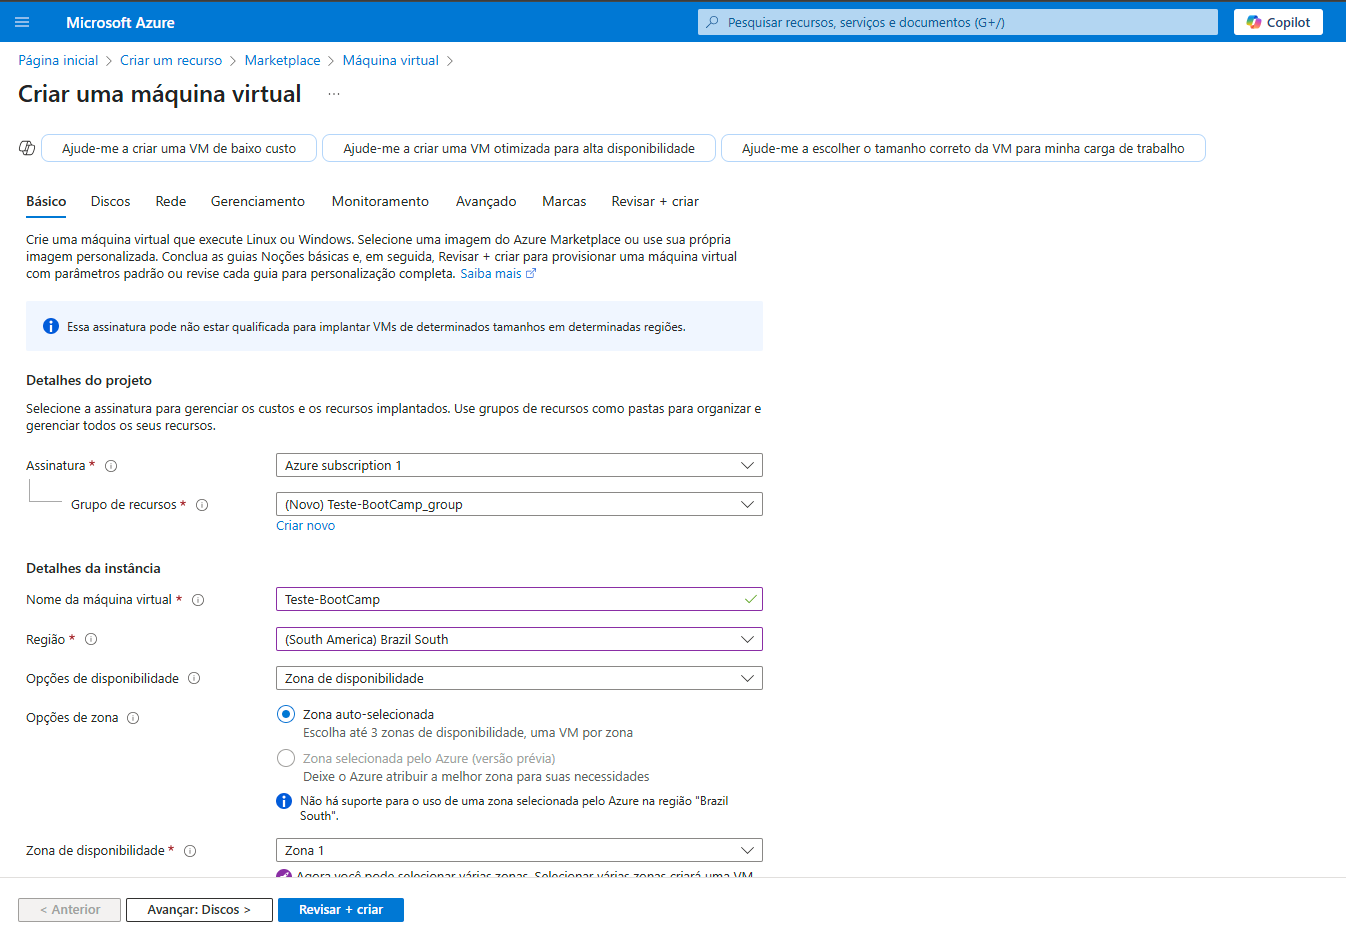 Microsoft Azure
Pesquisar recursos, serviços e documentos (G+/)
Copilot
Página inicial > Criar um recurso > Marketplace > Máquina virtual >
Criar uma máquina virtual ...
Ajude-me a criar uma VM de baixo custo
Ajude-me a criar uma VM otimizada para alta disponibilidade
Ajude-me a escolher o tamanho correto da VM para minha carga de trabalho
Básico Discos Rede Gerenciamento Monitoramento Avançado Marcas Revisar + criar
Crie uma máquina virtual que execute Linux ou Windows. Selecione uma imagem do Azure Marketplace ou use sua própria
imagem personalizada. Conclua as guias Noções básicas e, em seguida, Revisar + criar para provisionar uma máquina virtual
com parâmetros padrão ou revise cada guia para personalização completa. Saiba mais
Essa assinatura pode não estar qualificada para implantar VMs de determinados tamanhos em determinadas regiões.
Detalhes do projeto
Selecione a assinatura para gerenciar os custos e os recursos implantados. Use grupos de recursos como pastas para organizar e
gerenciar todos os seus recursos.
Assinatura *
Azure subscription 1
Grupo de recursos *
(Novo) Teste-BootCamp_group
Criar novo
Detalhes da instância
Nome da máquina virtual *
Teste-BootCamp
Região *
(South America) Brazil South
Opções de disponibilidade
Zona de disponibilidade
Opções de zona
Zona auto-selecionada
Escolha até 3 zonas de disponibilidade, uma VM por zona
Zona selecionada pelo Azure (versão prévia)
Deixe o Azure atribuir a melhor zona para suas necessidades
Não há suporte para o uso de uma zona selecionada pelo Azure na região "Brazil
South".
Zona de disponibilidade *
Zona 1
Agora você pode selecionar várias zonas. Selecionar várias zonas criará uma VM
< Anterior
Avançar: Discos >
Revisar + criar